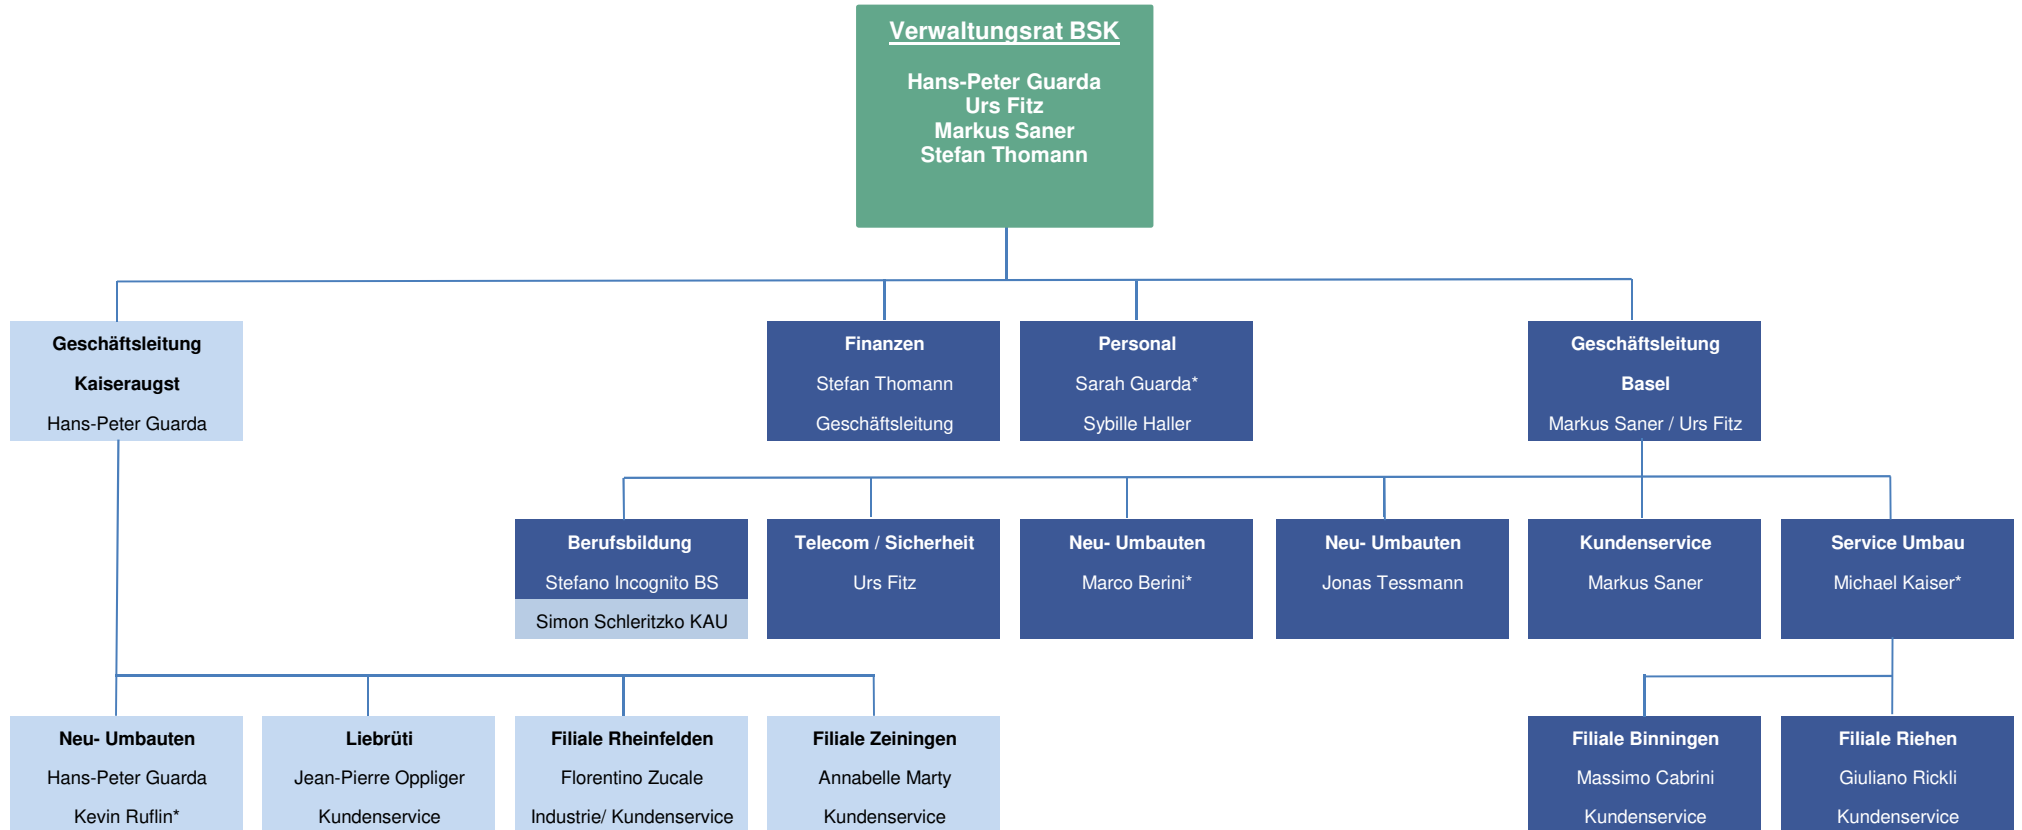 Verwaltungsrat BSK
Hans-Peter Guarda
Urs Fitz
Markus Saner
Stefan Thomann
Geschäftsleitung
Kaiseraugst
Hans-Peter Guarda
Finanzen
Stefan Thomann
Geschäftsleitung
Personal
Sarah Guarda*
Sybille Haller
Geschäftsleitung
Basel
Markus Saner / Urs Fitz
Berufsbildung
Stefano Incognito BS
Simon Schleritzko KAU
Telecom / Sicherheit
Urs Fitz
Neu- Umbauten
Marco Berini*
Neu- Umbauten
Jonas Tessmann
Kundenservice
Markus Saner
Service Umbau
Michael Kaiser*
Neu- Umbauten
Hans-Peter Guarda
Kevin Ruflin*
Liebrüti
Jean-Pierre Oppliger
Kundenservice
Filiale Rheinfelden
Florentino Zucale
Industrie/ Kundenservice
Filiale Zeiningen
Annabelle Marty
Kundenservice
Filiale Binningen
Massimo Cabrini
Kundenservice
Filiale Riehen
Giuliano Rickli
Kundenservice